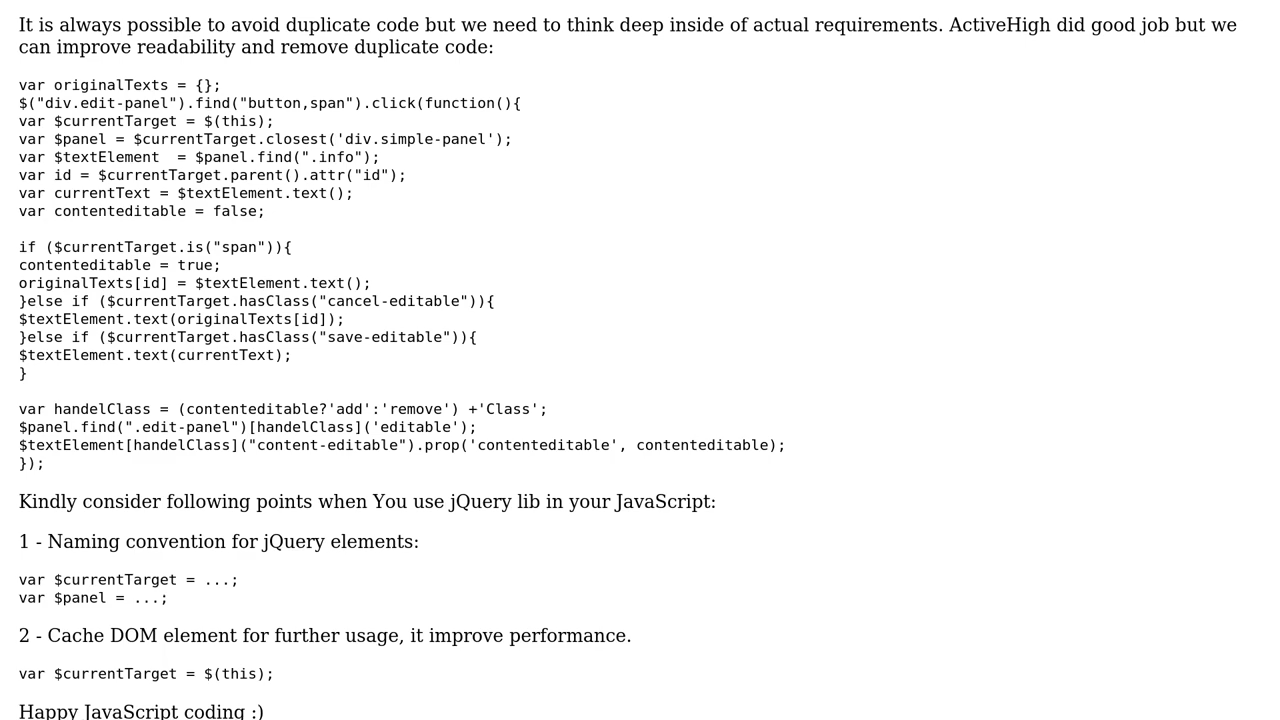 It is always possible to avoid duplicate code but we need to think deep inside of actual requirements. ActiveHigh did good job but we
can improve readability and remove duplicate code:
var originalTexts = {};
$("div.edit-panel").find("button,span").click(function(){
var $currentTarget = $(this);
var $panel = $currentTarget.closest('div.simple-panel');
var $textElement  = $panel.find(".info");
var id = $currentTarget.parent().attr("id");
var currentText = $textElement.text();
var contenteditable = false;
if ($currentTarget.is("span")){
contenteditable = true;
originalTexts[id] = $textElement.text();
}else if ($currentTarget.hasClass("cancel-editable")){
$textElement.text(originalTexts[id]);
}else if ($currentTarget.hasClass("save-editable")){
$textElement.text(currentText);
}
var handelClass = (contenteditable?'add':'remove') +'Class';
$panel.find(".edit-panel")[handelClass]('editable');
$textElement[handelClass]("content-editable").prop('contenteditable', contenteditable);
});
Kindly consider following points when You use jQuery lib in your JavaScript:
1 - Naming convention for jQuery elements:
var $currentTarget = ...;
var $panel = ...;
2 - Cache DOM element for further usage, it improve performance.
var $currentTarget = $(this);
Happy JavaScript coding :)